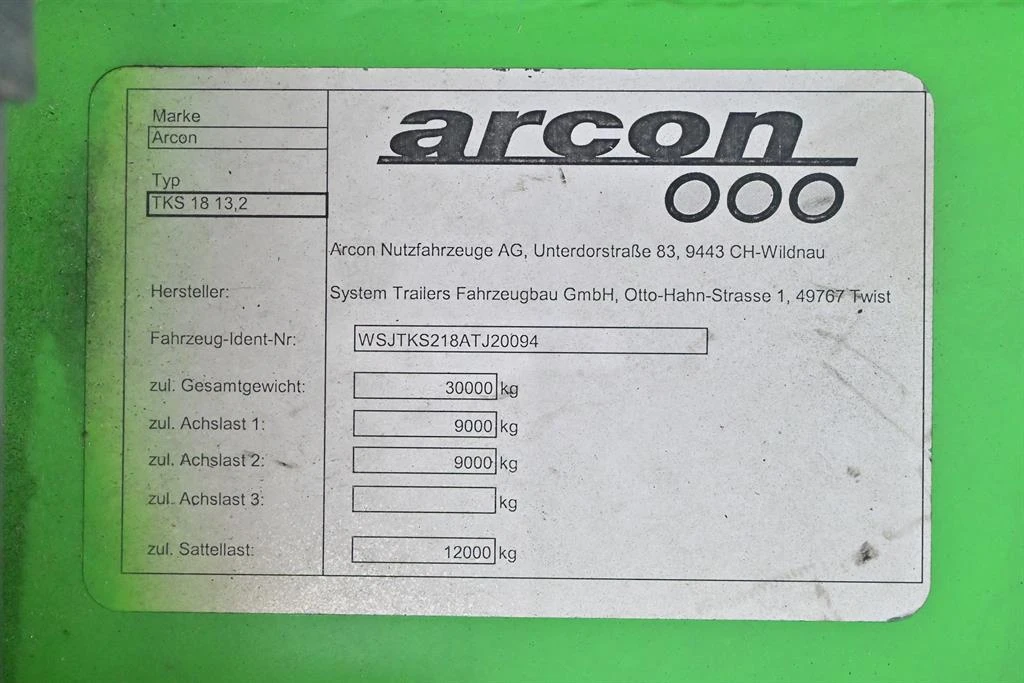 arcon
Marke
Arcon
Typ
TKS 18 13,2
Arcon Nutzfahrzeuge AG, Unterdorstraße 83, 9443 CH-Wildnau
Hersteller: System Trailers Fahrzeugbau GmbH, Otto-Hahn-Strasse 1, 49767 Twist
Fahrzeug-Ident-Nr: WSJTKS218ATJ20094
zul. Gesamtgewicht: 30000 kg
zul. Achslast 1: 9000 kg
zul. Achslast 2: 9000 kg
zul. Achslast 3: kg
zul. Sattellast: 12000 kg